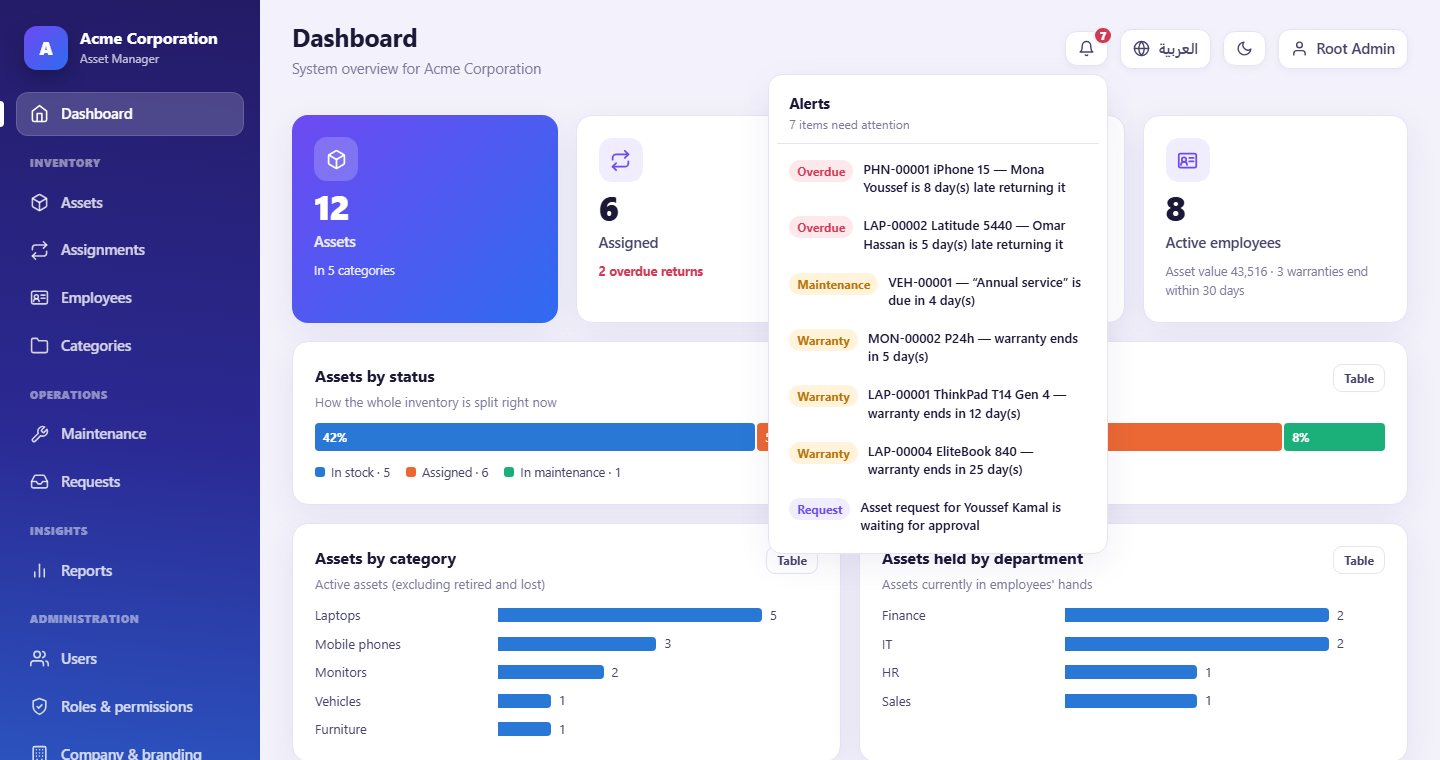 A
Acme Corporation
Asset Manager
Dashboard
INVENTORY
Assets
Assignments
Employees
Categories
OPERATIONS
Maintenance
Requests
INSIGHTS
Reports
ADMINISTRATION
Users
Roles & permissions
Company & branding
Dashboard
System overview for Acme Corporation
7
العربية
Root Admin
12
Assets
In 5 categories
6
Assigned
2 overdue returns
8
Active employees
Asset value 43,516 · 3 warranties end
within 30 days
Alerts
7 items need attention
Overdue
PHN-00001 iPhone 15 — Mona
Youssef is 8 day(s) late returning it
Overdue
LAP-00002 Latitude 5440 — Omar
Hassan is 5 day(s) late returning it
Maintenance
VEH-00001 — “Annual service” is
due in 4 day(s)
Warranty
MON-00002 P24h — warranty ends
in 5 day(s)
Warranty
LAP-00001 ThinkPad T14 Gen 4 —
warranty ends in 12 day(s)
Warranty
LAP-00004 EliteBook 840 —
warranty ends in 25 day(s)
Request
Asset request for Youssef Kamal is
waiting for approval
Assets by status
Table
How the whole inventory is split right now
42%
8%
In stock · 5
Assigned · 6
In maintenance · 1
Assets by category
Table
Active assets (excluding retired and lost)
Laptops 5
Mobile phones 3
Monitors 2
Vehicles 1
Furniture 1
Assets held by department
Table
Assets currently in employees' hands
Finance 2
IT 2
HR 1
Sales 1